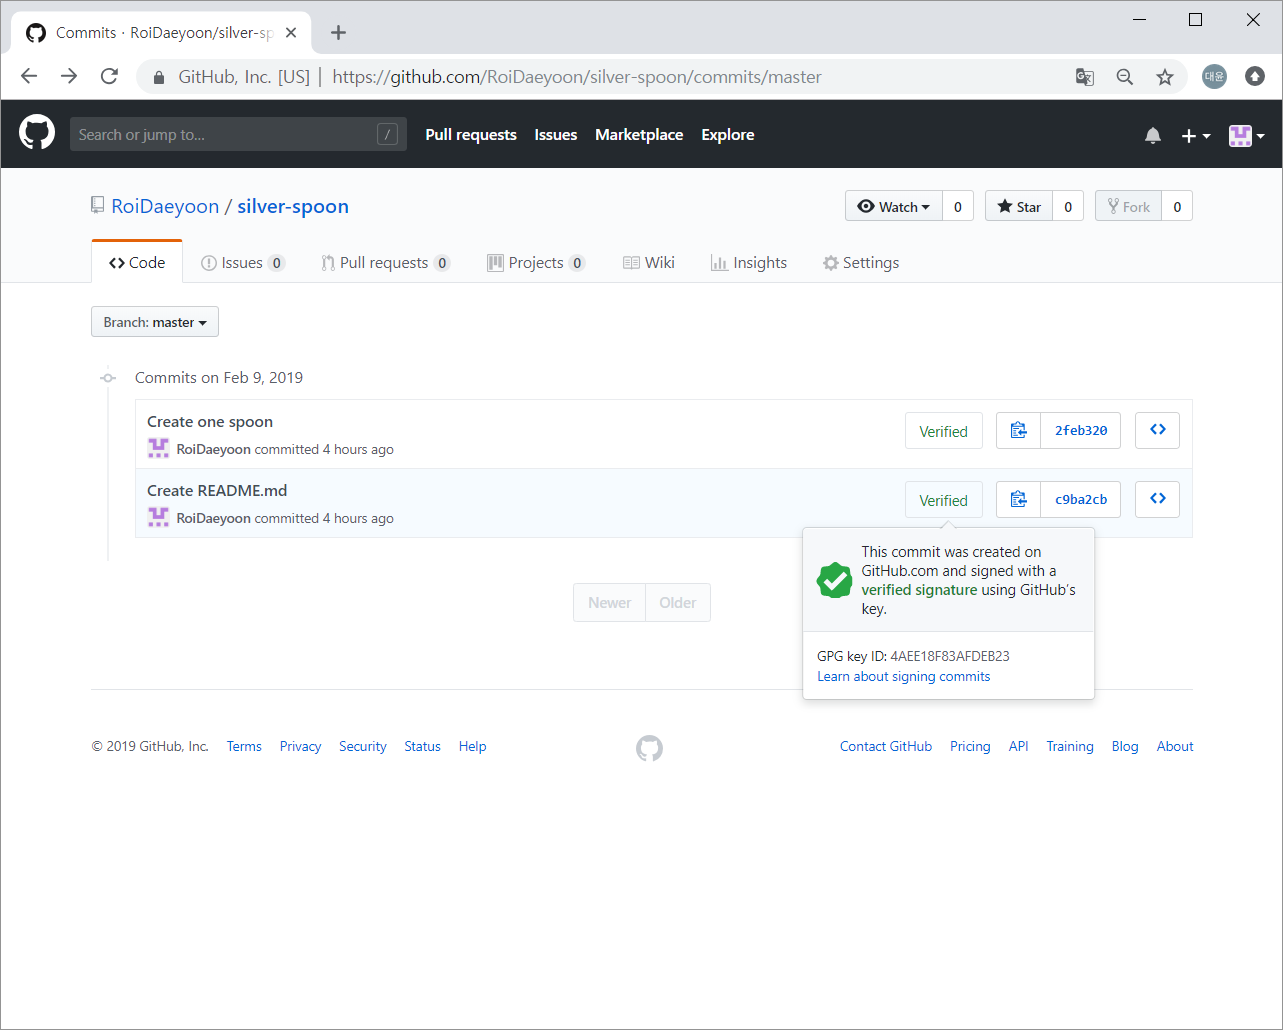 Commits · RoiDaeyoon/silver-sp
GitHub, Inc. [US] | https://github.com/RoiDaeyoon/silver-spoon/commits/master
대윤
Search or jump to... / Pull requests Issues Marketplace Explore
RoiDaeyoon / silver-spoon Watch 0 Star 0 Fork 0
Code Issues 0 Pull requests 0 Projects 0 Wiki Insights Settings
Branch: master
Commits on Feb 9, 2019
Create one spoon
RoiDaeyoon committed 4 hours ago
Verified 2feb320
Create README.md
RoiDaeyoon committed 4 hours ago
Verified c9ba2cb
This commit was created on
GitHub.com and signed with a
verified signature using GitHub's
key.
GPG key ID: 4AEE18F83AFDEB23
Learn about signing commits
Newer Older
© 2019 GitHub, Inc. Terms Privacy Security Status Help Contact GitHub Pricing API Training Blog About